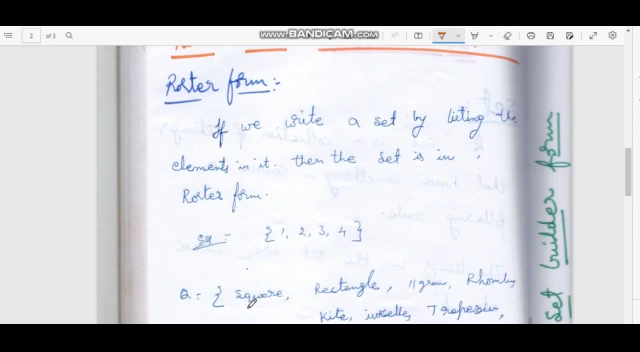 WWW.BANDICAM.COM
2 of 3
Roster form:-
If we write a set by listing the
elements in it. then the set is in
Roster form.
Ex :- {1, 2, 3, 4}
Q = { Square, Rectangle, 11gram, Rhombus
Kite, Trapezium,
Set builder form